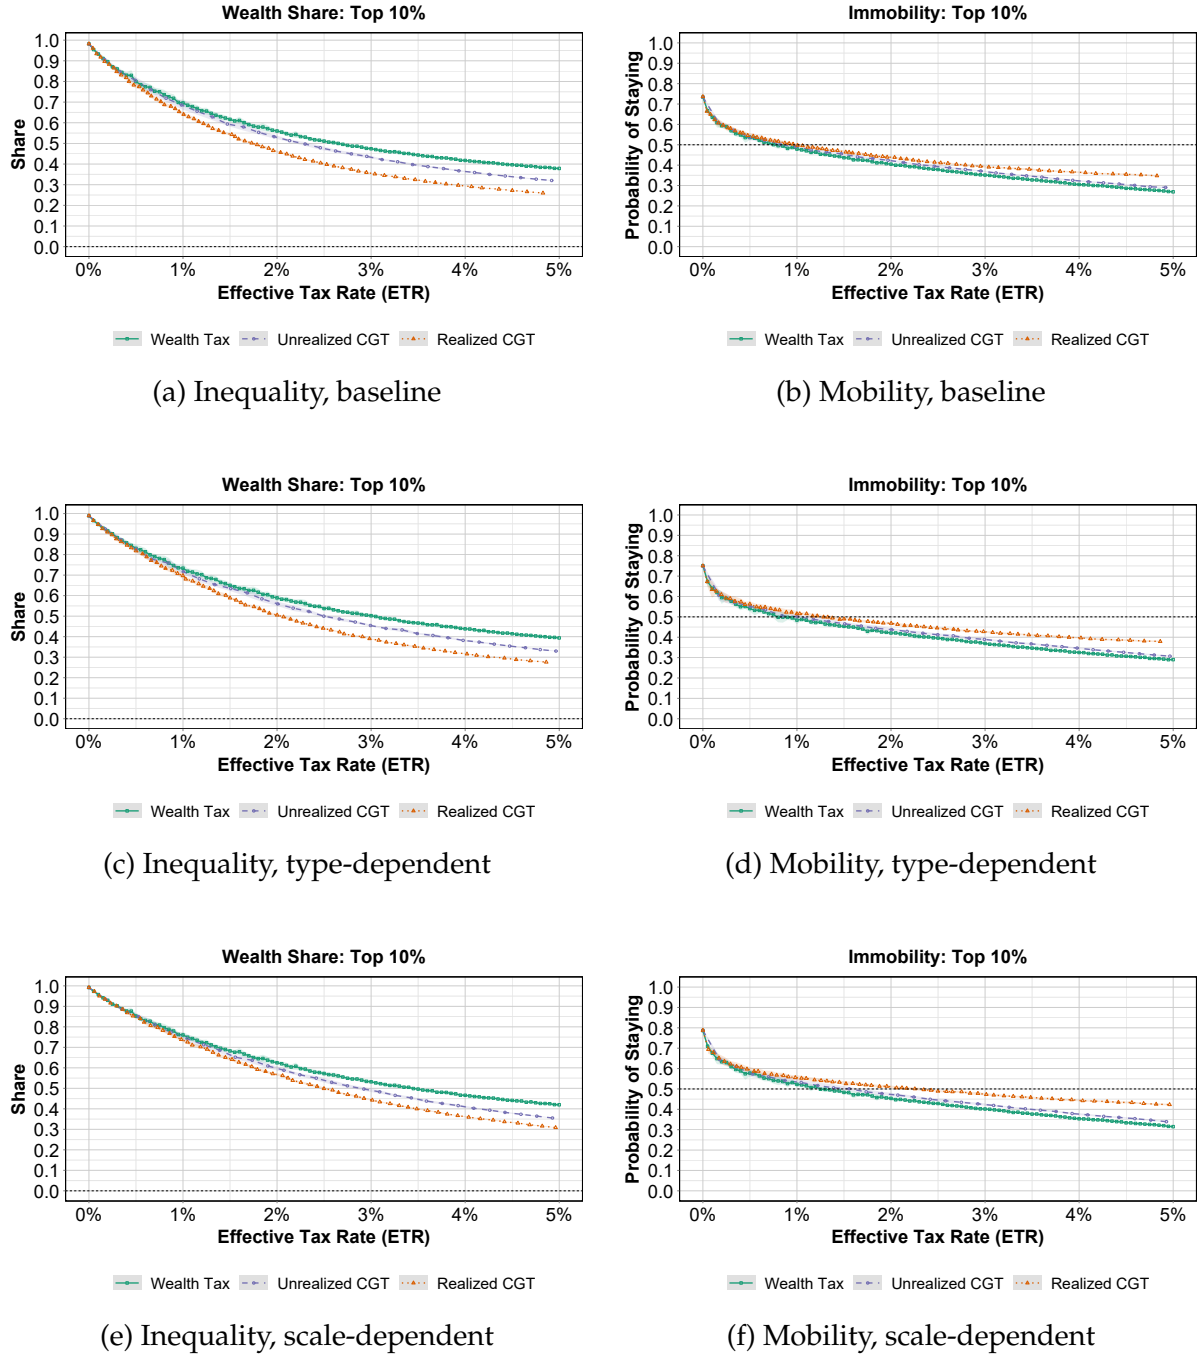 Wealth Share: Top 10%
Share
1.0
0.9
0.8
0.7
0.6
0.5
0.4
0.3
0.2
0.1
0.0
0% 1% 2% 3% 4% 5%
Effective Tax Rate (ETR)
Wealth Tax Unrealized CGT Realized CGT
(a) Inequality, baseline
Immobility: Top 10%
Probability of Staying
1.0
0.9
0.8
0.7
0.6
0.5
0.4
0.3
0.2
0.1
0.0
0% 1% 2% 3% 4% 5%
Effective Tax Rate (ETR)
Wealth Tax Unrealized CGT Realized CGT
(b) Mobility, baseline
Wealth Share: Top 10%
Share
1.0
0.9
0.8
0.7
0.6
0.5
0.4
0.3
0.2
0.1
0.0
0% 1% 2% 3% 4% 5%
Effective Tax Rate (ETR)
Wealth Tax Unrealized CGT Realized CGT
(c) Inequality, type-dependent
Immobility: Top 10%
Probability of Staying
1.0
0.9
0.8
0.7
0.6
0.5
0.4
0.3
0.2
0.1
0.0
0% 1% 2% 3% 4% 5%
Effective Tax Rate (ETR)
Wealth Tax Unrealized CGT Realized CGT
(d) Mobility, type-dependent
Wealth Share: Top 10%
Share
1.0
0.9
0.8
0.7
0.6
0.5
0.4
0.3
0.2
0.1
0.0
0% 1% 2% 3% 4% 5%
Effective Tax Rate (ETR)
Wealth Tax Unrealized CGT Realized CGT
(e) Inequality, scale-dependent
Immobility: Top 10%
Probability of Staying
1.0
0.9
0.8
0.7
0.6
0.5
0.4
0.3
0.2
0.1
0.0
0% 1% 2% 3% 4% 5%
Effective Tax Rate (ETR)
Wealth Tax Unrealized CGT Realized CGT
(f) Mobility, scale-dependent